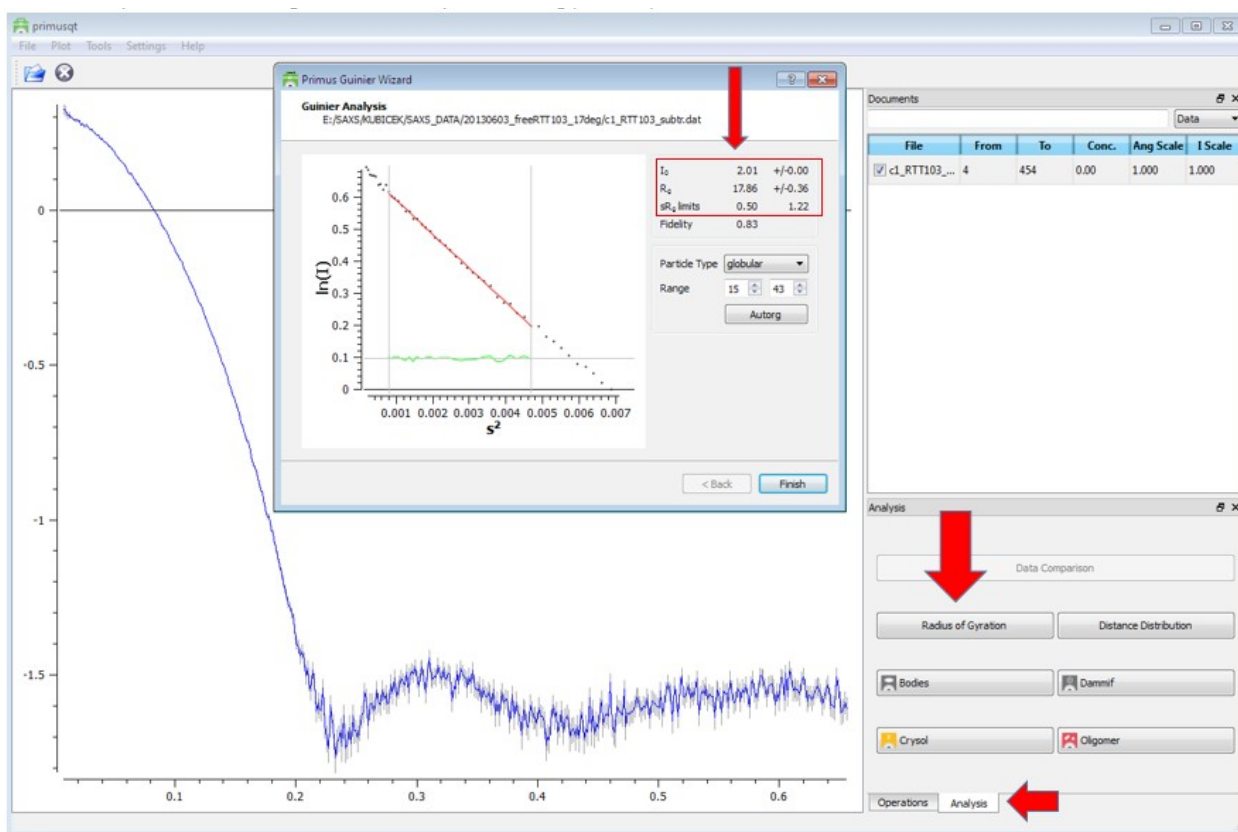 primusqt
File Plot Tools Settings Help
Primus Guinier Wizard
Guinier Analysis
E:/SAXS/KUBICEK/SAXS_DATA/20130603_freeRTT103_17deg/c1_RTT103_subtr.dat
I₀ 2.01 +/-0.00
R₉ 17.86 +/-0.36
sR₉ limits 0.50 1.22
Fidelity 0.83
Particle Type globular
Range 15 43
Autorg
ln(I)
0.6
0.5
0.4
0.3
0.2
0.1
0
0.001 0.002 0.003 0.004 0.005 0.006 0.007
s²
< Back Finish
Documents
Data
File From To Conc. Ang Scale I Scale
c1_RTT103_... 4 454 0.00 1.000 1.000
Analysis
Data Comparison
Radius of Gyration Distance Distribution
Bodies Dammif
Crysol Oligomer
Operations Analysis
0
-0.5
-1
-1.5
0.1 0.2 0.3 0.4 0.5 0.6